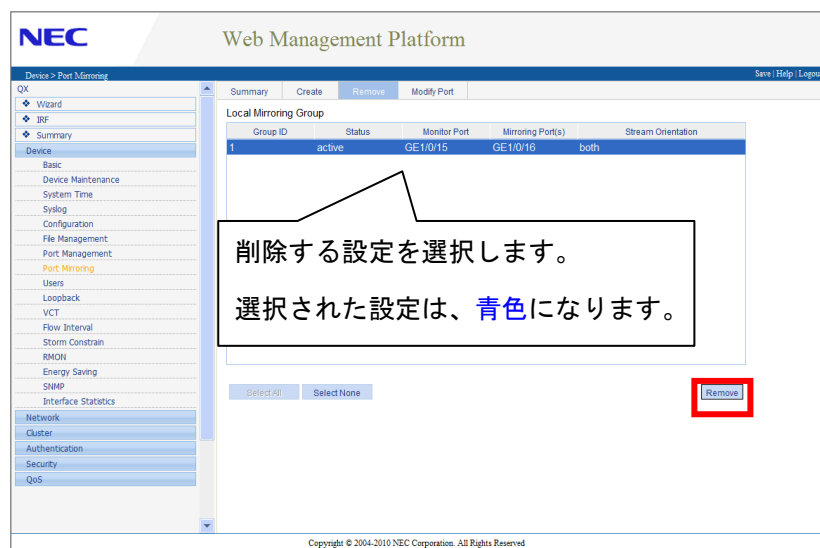 NEC
Web Management Platform
Device > Port Mirroring
Save | Help | Logou
QX
Wizard
IRF
Summary
Device
Basic
Device Maintenance
System Time
Syslog
Configuration
File Management
Port Management
Port Mirroring
Users
Loopback
VCT
Flow Interval
Storm Constrain
RMON
Energy Saving
SNMP
Interface Statistics
Network
Cluster
Authentication
Security
QoS
Summary Create Remove Modify Port
Local Mirroring Group
Group ID Status Monitor Port Mirroring Port(s) Stream Orientation
1 active GE1/0/15 GE1/0/16 both
削除する設定を選択します。
選択された設定は、青色になります。
Select All Select None Remove
Copyright © 2004-2010 NEC Corporation. All Rights Reserved